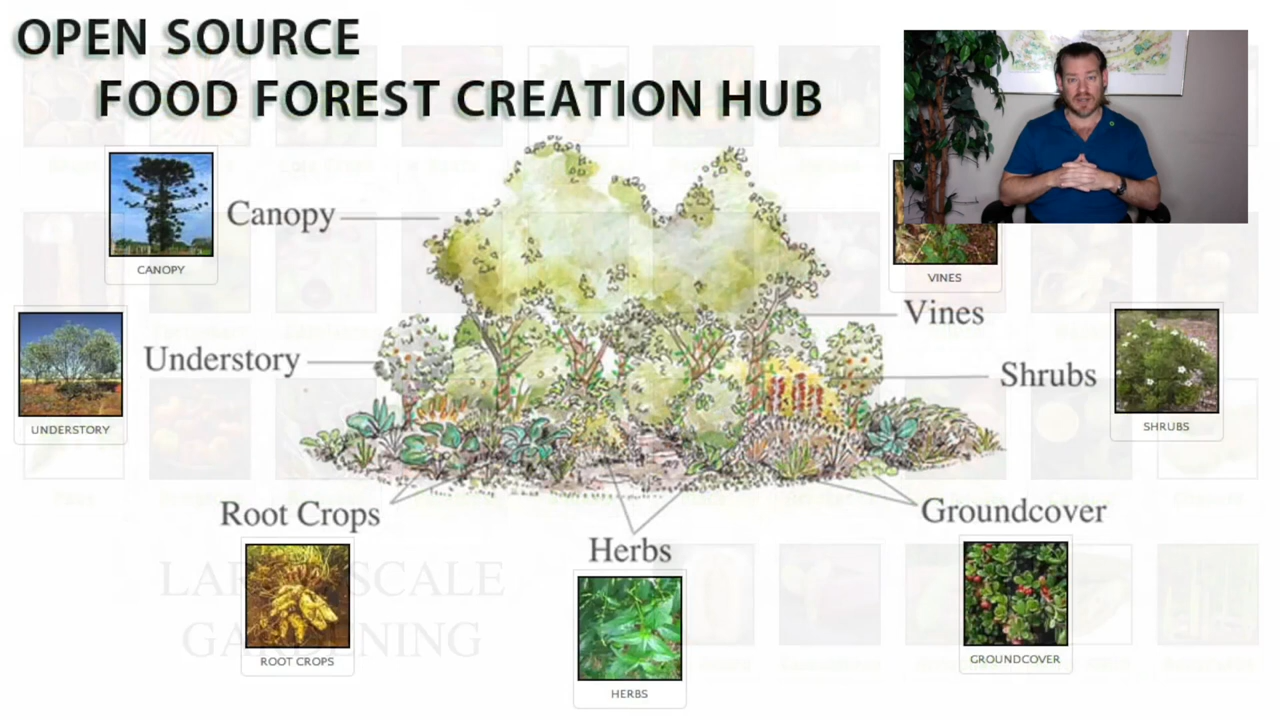 OPEN SOURCE
FOOD FOREST CREATION HUB
Canopy
CANOPY
VINES
Vines
Understory
UNDERSTORY
Shrubs
SHRUBS
Root Crops
ROOT CROPS
Herbs
HERBS
Groundcover
GROUNDCOVER
SCALE
GARDENING